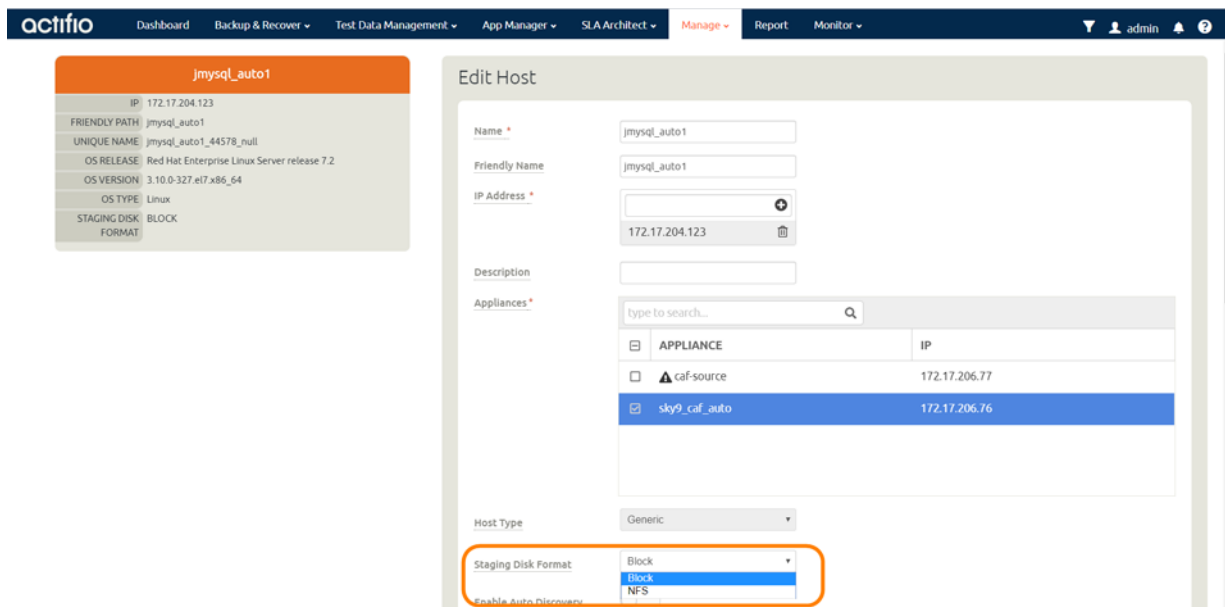 actifio Dashboard Backup & Recover Test Data Management App Manager SLA Architect Manage Report Monitor admin
jmysql_auto1
IP 172.17.204.123
FRIENDLY PATH jmysql_auto1
UNIQUE NAME jmysql_auto1_44578_null
OS RELEASE Red Hat Enterprise Linux Server release 7.2
OS VERSION 3.10.0-327.el7.x86_64
OS TYPE Linux
STAGING DISK BLOCK
FORMAT
Edit Host
Name * jmysql_auto1
Friendly Name jmysql_auto1
IP Address *
172.17.204.123
Description
Appliances *
type to search...
APPLIANCE IP
caf-source 172.17.206.77
sky9_caf_auto 172.17.206.76
Host Type Generic
Staging Disk Format Block
Block
NFS
Enable Auto Discovery